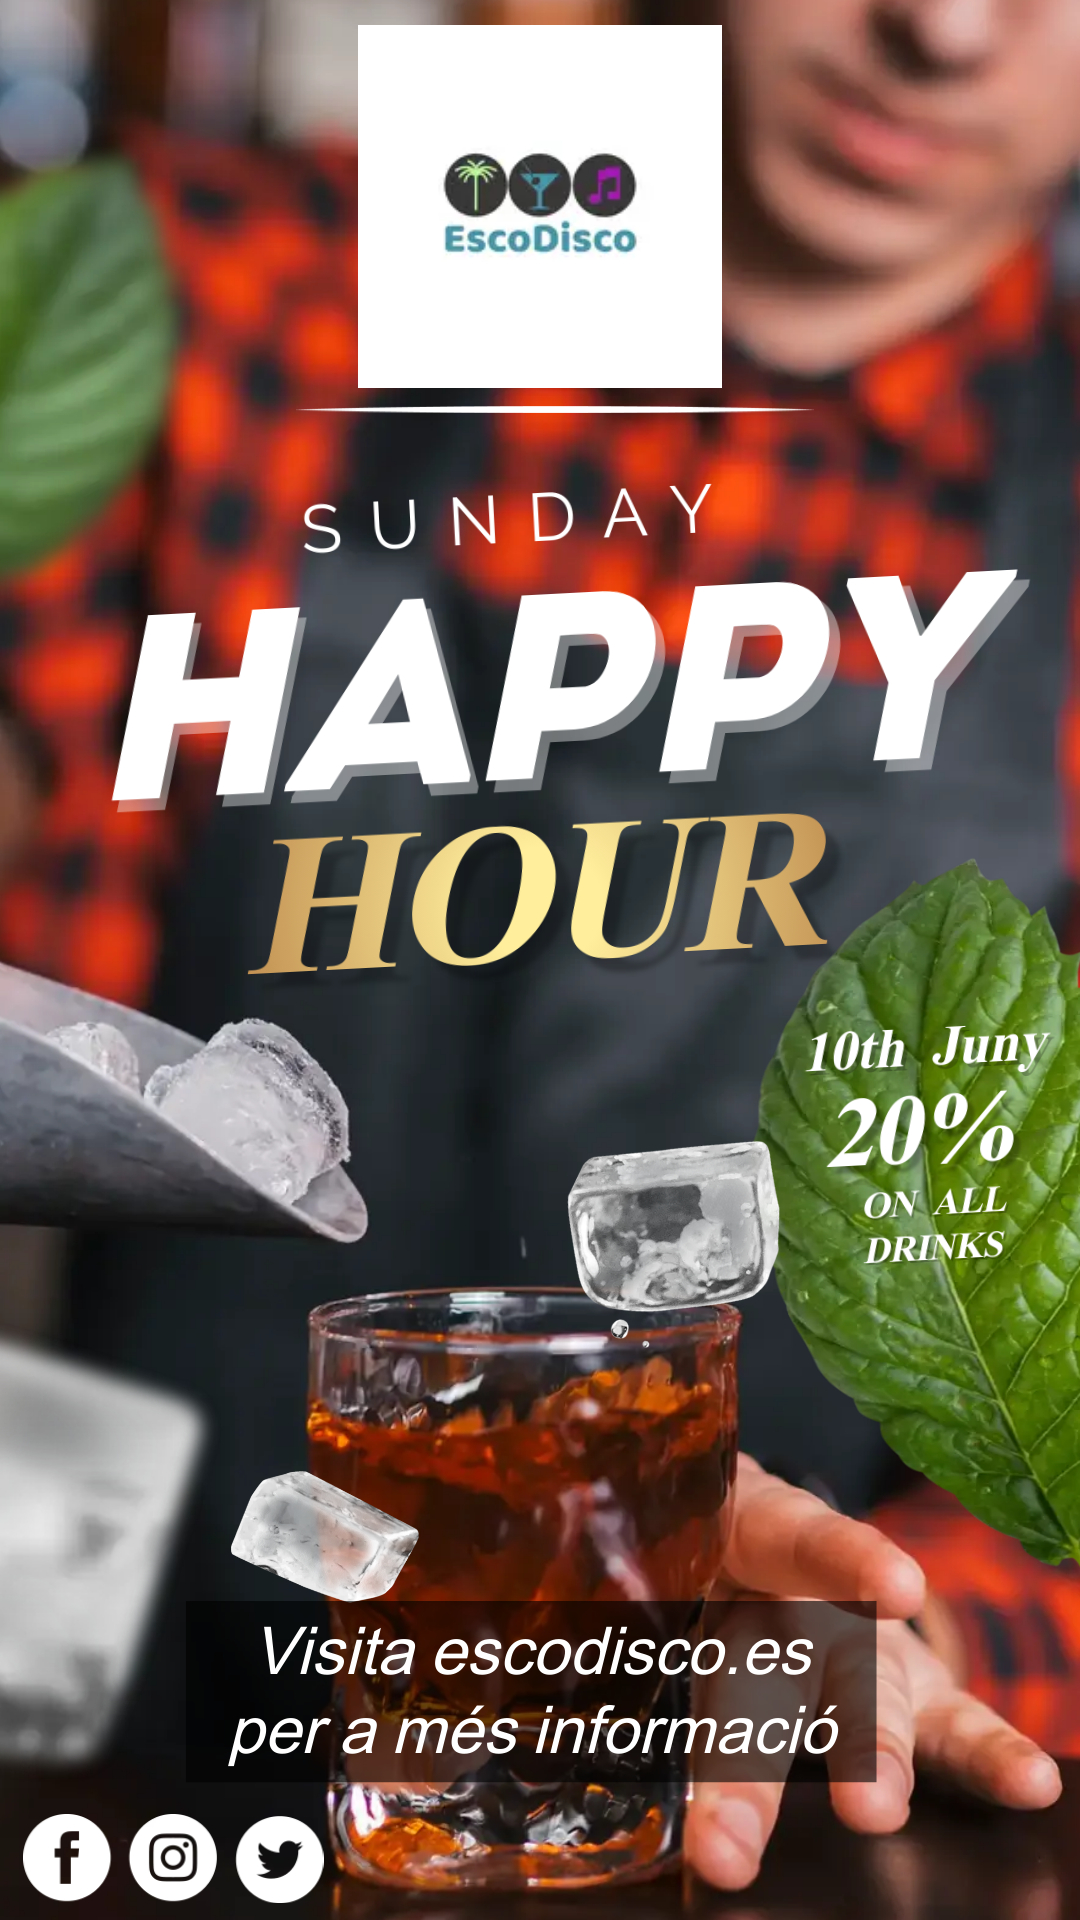 EscoDisco
SUNDAY
HAPPY
HOUR
10th Juny
20%
ON ALL
DRINKS
Visita escodisco.es
per a més informació